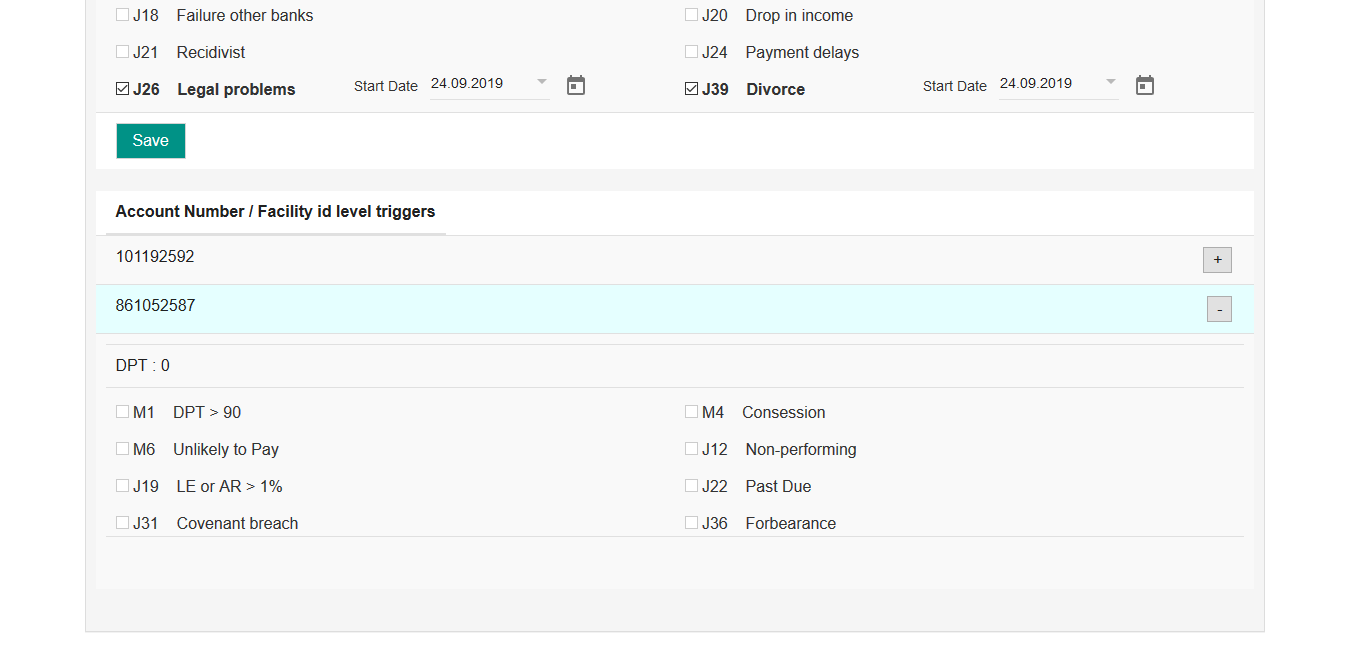 J18 Failure other banks J20 Drop in income
J21 Recidivist J24 Payment delays
J26 Legal problems Start Date 24.09.2019 J39 Divorce Start Date 24.09.2019
Save
Account Number / Facility id level triggers
101192592 +
861052587 -
DPT : 0
M1 DPT > 90 M4 Consession
M6 Unlikely to Pay J12 Non-performing
J19 LE or AR > 1% J22 Past Due
J31 Covenant breach J36 Forbearance